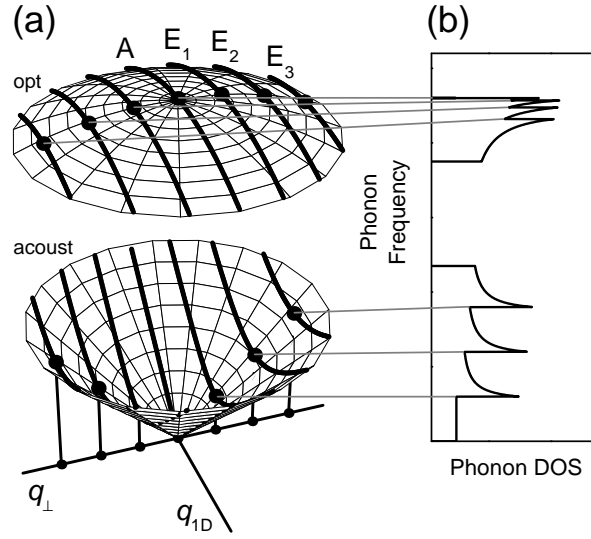 (a)
(b)
A
E1
E2
E3
opt
acoust
q⊥
q1D
Phonon
Frequency
Phonon DOS